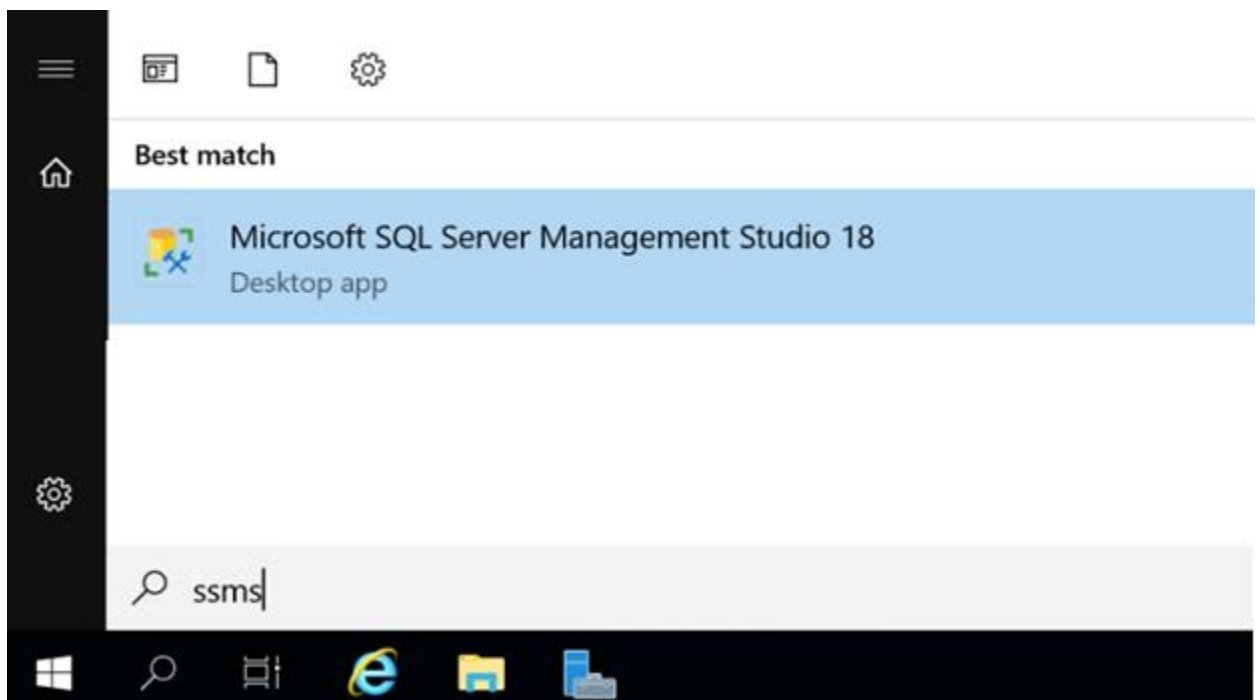 Best match
Microsoft SQL Server Management Studio 18
Desktop app
ssms